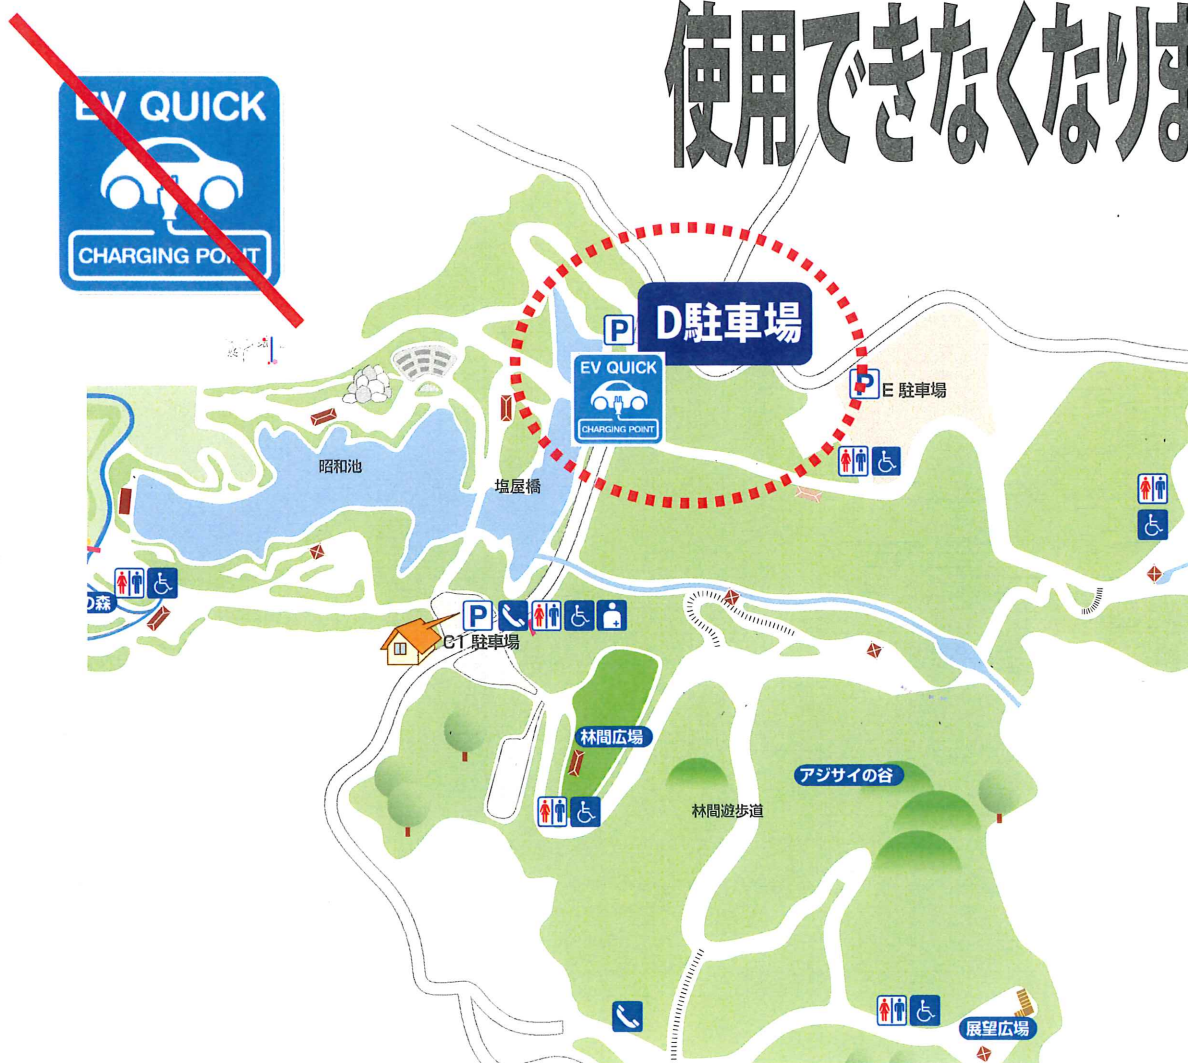 使用できなくなりま
EV QUICK
CHARGING POINT
D駐車場
P
EV QUICK
CHARGING POINT
P
E 駐車場
昭和池
塩屋橋
の森
P
C1 駐車場
林間広場
アジサイの谷
林間遊歩道
展望広場